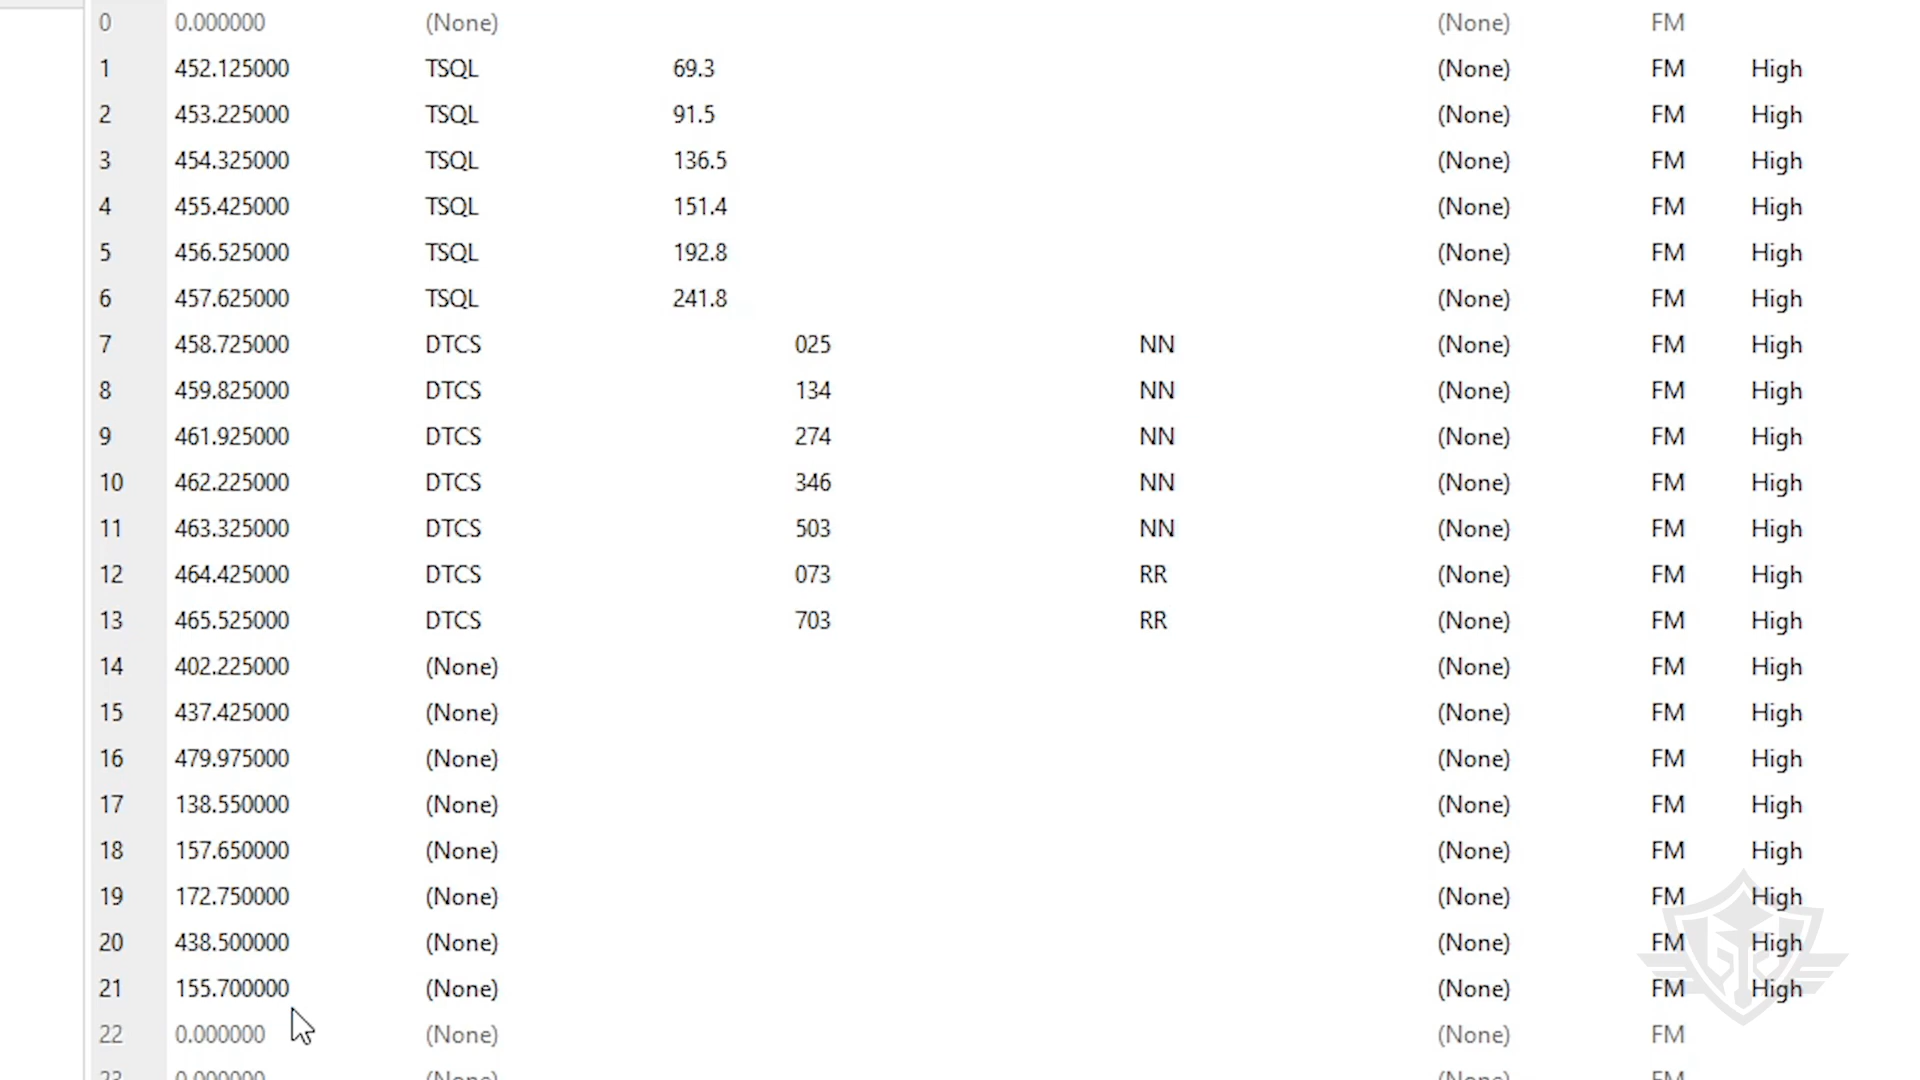 0 0.000000 (None) (None) FM
1 452.125000 TSQL 69.3 (None) FM High
2 453.225000 TSQL 91.5 (None) FM High
3 454.325000 TSQL 136.5 (None) FM High
4 455.425000 TSQL 151.4 (None) FM High
5 456.525000 TSQL 192.8 (None) FM High
6 457.625000 TSQL 241.8 (None) FM High
7 458.725000 DTCS 025 NN (None) FM High
8 459.825000 DTCS 134 NN (None) FM High
9 461.925000 DTCS 274 NN (None) FM High
10 462.225000 DTCS 346 NN (None) FM High
11 463.325000 DTCS 503 NN (None) FM High
12 464.425000 DTCS 073 RR (None) FM High
13 465.525000 DTCS 703 RR (None) FM High
14 402.225000 (None) (None) FM High
15 437.425000 (None) (None) FM High
16 479.975000 (None) (None) FM High
17 138.550000 (None) (None) FM High
18 157.650000 (None) (None) FM High
19 172.750000 (None) (None) FM High
20 438.500000 (None) (None) FM High
21 155.700000 (None) (None) FM High
22 0.000000 (None) (None) FM
23 0.000000 (None) (None) FM